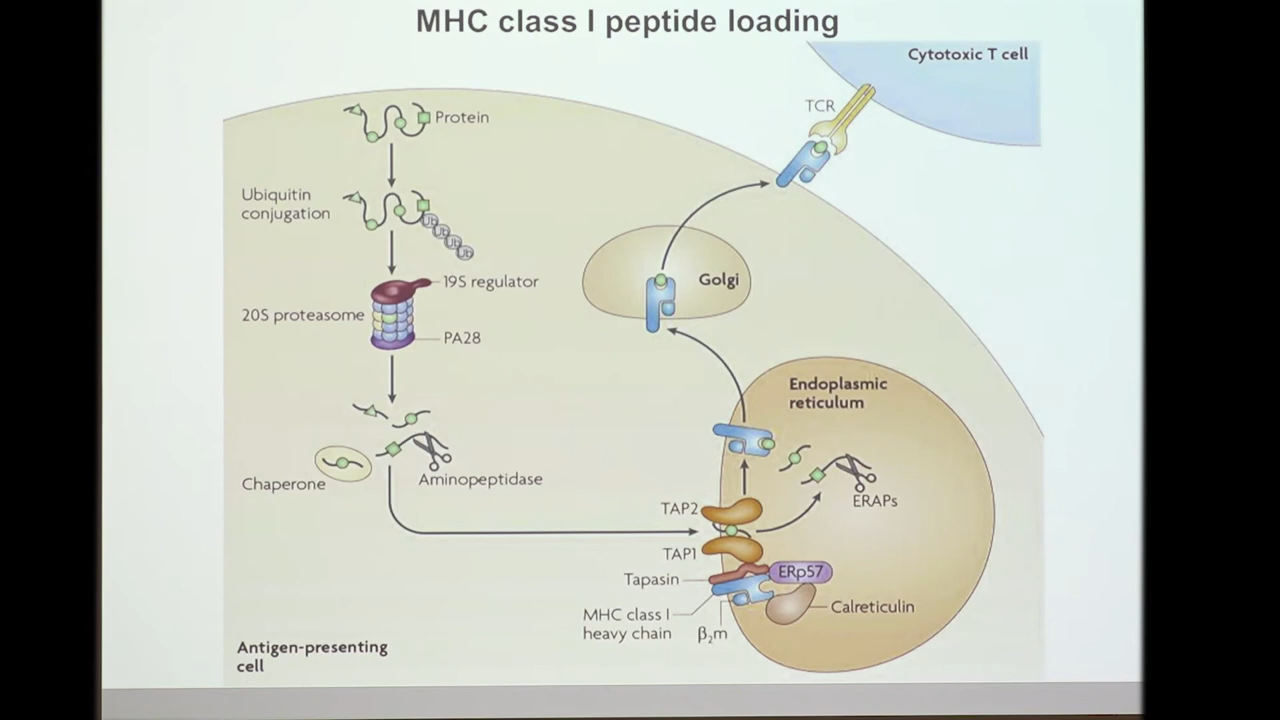 MHC class I peptide loading
Cytotoxic T cell
TCR
Protein
Ubiquitin
conjugation
Ub
Ub
Ub
Ub
19S regulator
20S proteasome
PA28
Golgi
Endoplasmic
reticulum
Chaperone
Aminopeptidase
ERAPs
TAP2
TAP1
Tapasin
ERp57
MHC class I
heavy chain
β₂m
Calreticulin
Antigen-presenting
cell